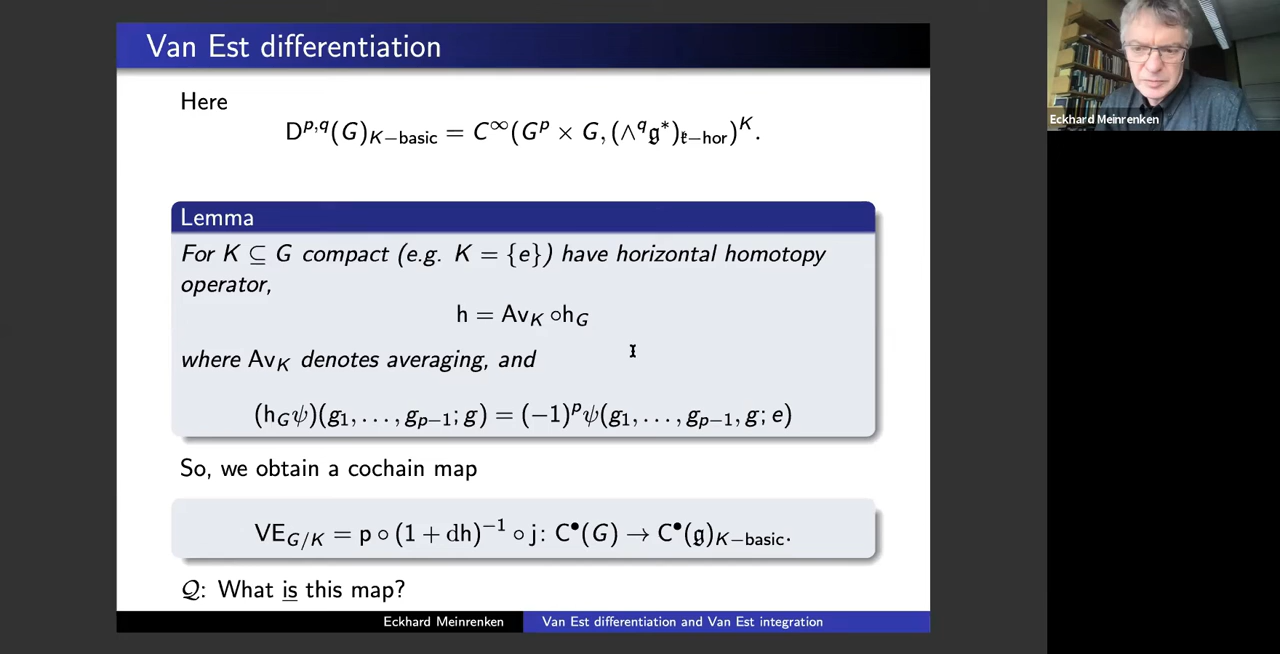 Van Est differentiation
Here
D^{p,q}(G)_{K−basic} = C^∞(G^p × G, (∧^q 𝔤^*)_{𝔨−hor})^K.
Lemma
For K ⊆ G compact (e.g. K = {e}) have horizontal homotopy
operator,
h = Av_K ∘h_G
where Av_K denotes averaging, and
(h_G ψ)(g_1, . . . , g_{p−1}; g) = (−1)^p ψ(g_1, . . . , g_{p−1}, g; e)
So, we obtain a cochain map
VE_{G/K} = p ∘ (1 + dh)^{−1} ∘ j: C^•(G) → C^•(𝔤)_{K−basic}.
𝒬: What is this map?
Eckhard Meinrenken Van Est differentiation and Van Est integration
Eckhard Meinrenken